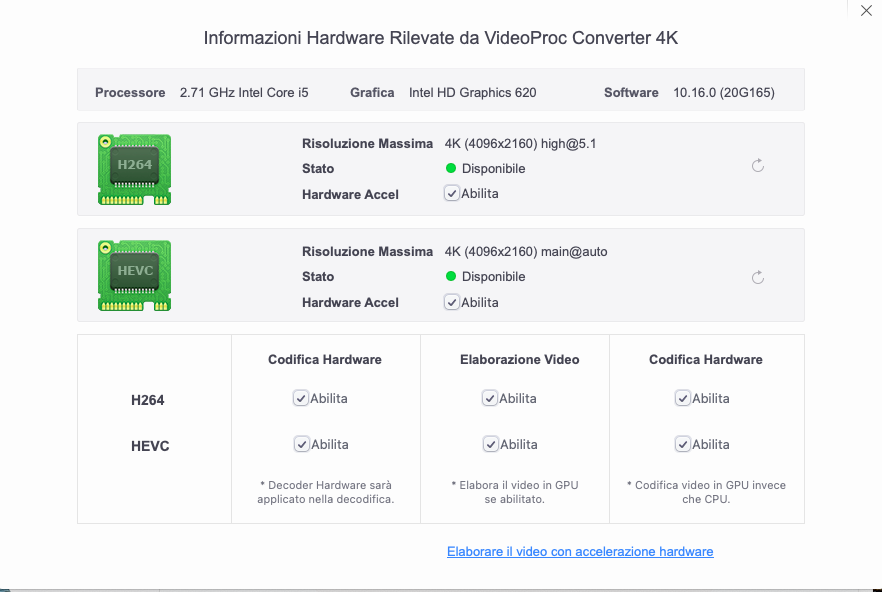 Informazioni Hardware Rilevate da VideoProc Converter 4K
Processore 2.71 GHz Intel Core i5 Grafica Intel HD Graphics 620 Software 10.16.0 (20G165)
H264
Risoluzione Massima 4K (4096x2160) high@5.1
Stato Disponibile
Hardware Accel Abilita
HEVC
Risoluzione Massima 4K (4096x2160) main@auto
Stato Disponibile
Hardware Accel Abilita
Codifica Hardware Elaborazione Video Codifica Hardware
H264 Abilita Abilita Abilita
HEVC Abilita Abilita Abilita
* Decoder Hardware sarà * Elabora il video in GPU * Codifica video in GPU invece
applicato nella decodifica. se abilitato. che CPU.
Elaborare il video con accelerazione hardware